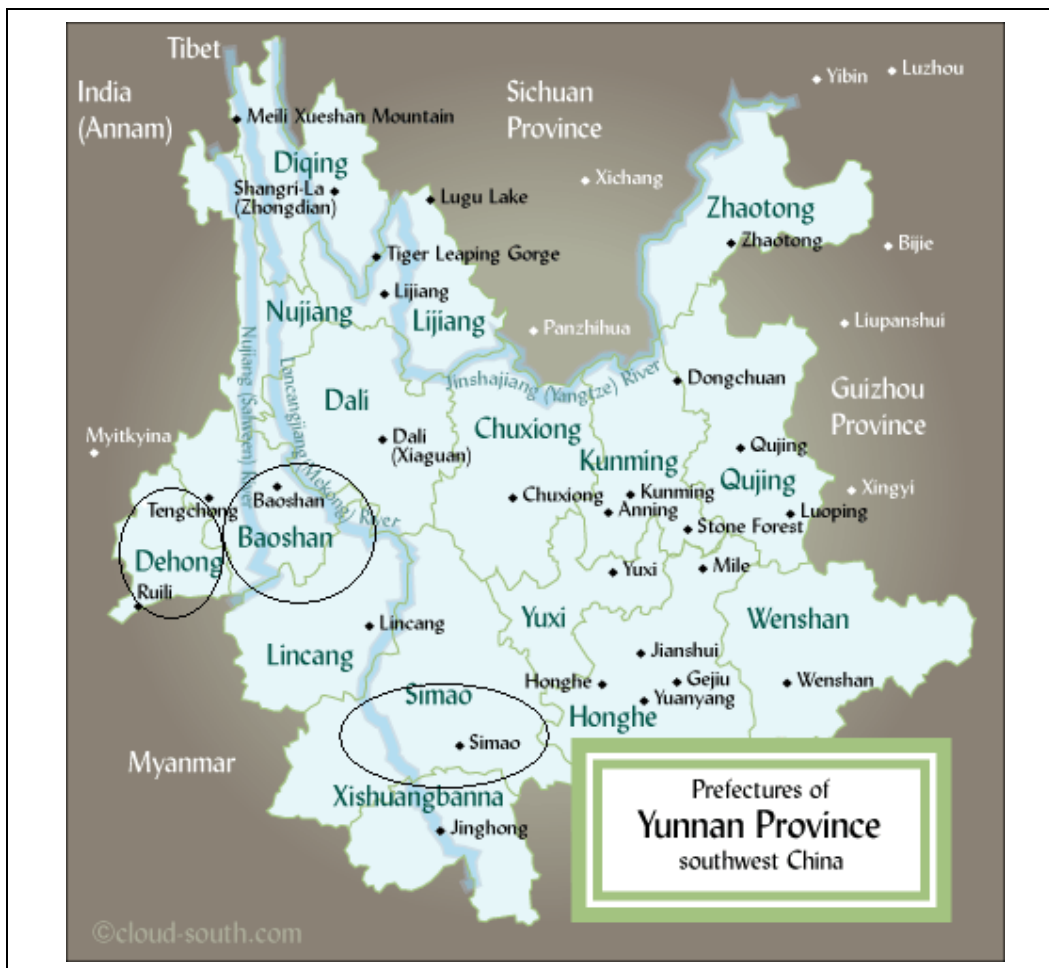 Tibet
India
(Annam)
Sichuan
Province
Yibin
Luzhou
Meili Xueshan Mountain
Diqing
Shangri-La
(Zhongdian)
Lugu Lake
Xichang
Zhaotong
Zhaotong
Bijie
Tiger Leaping Gorge
Lijiang
Nujiang
Lijiang
Panzhihua
Liupanshui
Nujiang (Salween) River
Lancangjiang (Mekong) River
Jinshajiang (Yangtze) River
Dongchuan
Guizhou
Province
Dali
Myitkyina
Dali
(Xiaguan)
Chuxiong
Kunming
Qujing
Qujing
Xingyi
Baoshan
Tengchong
Chuxiong
Kunming
Anning
Luoping
Stone Forest
Baoshan
Dehong
Ruili
Yuxi
Mile
Yuxi
Wenshan
Lincang
Lincang
Jianshui
Honghe
Gejiu
Yuanyang
Wenshan
Simao
Honghe
Simao
Myanmar
Xishuangbanna
Jinghong
Prefectures of
Yunnan Province
southwest China
©cloud-south.com